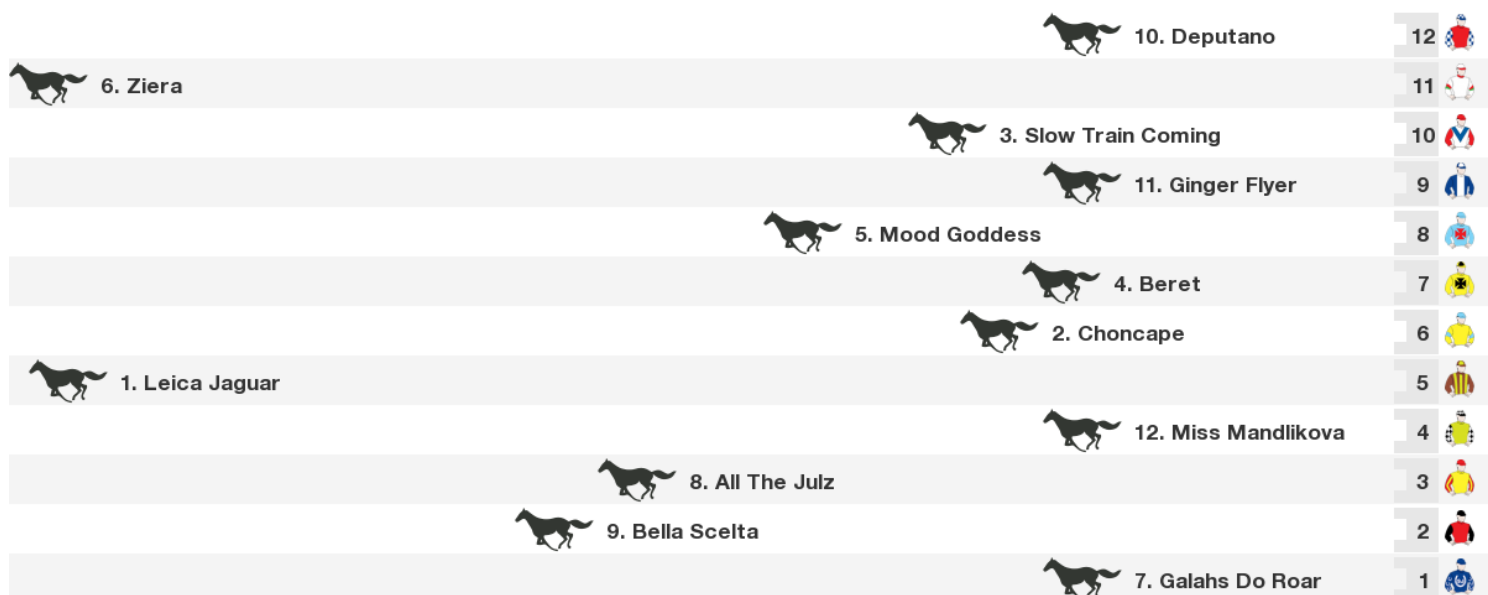 10. Deputano 12
6. Ziera 11
3. Slow Train Coming 10
11. Ginger Flyer 9
5. Mood Goddess 8
4. Beret 7
2. Choncape 6
1. Leica Jaguar 5
12. Miss Mandlikova 4
8. All The Julz 3
9. Bella Scelta 2
7. Galahs Do Roar 1